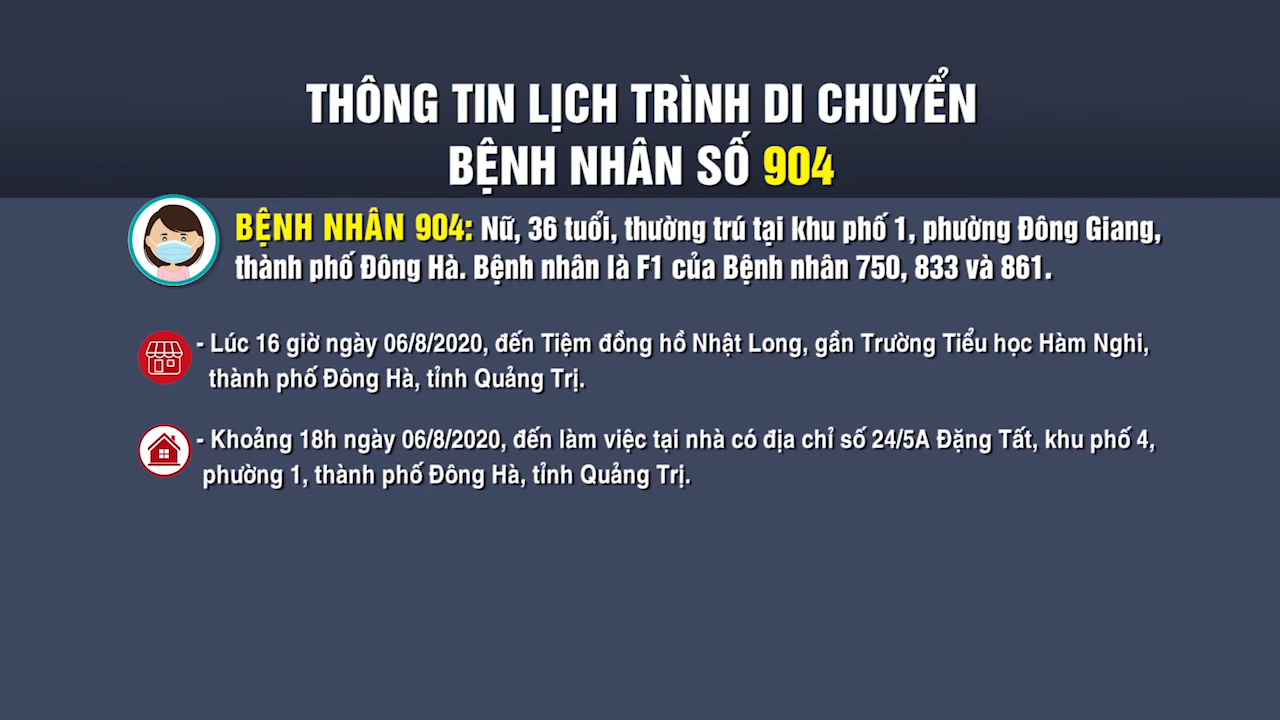 THÔNG TIN LỊCH TRÌNH DI CHUYỂN
BỆNH NHÂN SỐ 904
BỆNH NHÂN 904: Nữ, 36 tuổi, thường trú tại khu phố 1, phường Đông Giang,
thành phố Đông Hà. Bệnh nhân là F1 của Bệnh nhân 750, 833 và 861.
- Lúc 16 giờ ngày 06/8/2020, đến Tiệm đồng hồ Nhật Long, gần Trường Tiểu học Hàm Nghi,
thành phố Đông Hà, tỉnh Quảng Trị.
- Khoảng 18h ngày 06/8/2020, đến làm việc tại nhà có địa chỉ số 24/5A Đặng Tất, khu phố 4,
phường 1, thành phố Đông Hà, tỉnh Quảng Trị.